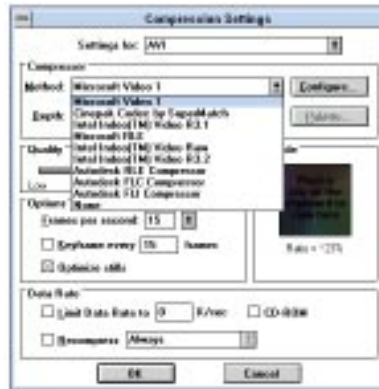 Compression Settings
Settings for: AVI
Compressor
Method: Microsoft Video 1
Configure...
Microsoft Video 1
Cinepak Codec by SuperMatch
Intel Indeo(TM) Video R3.1
Microsoft RLE
Intel Indeo(TM) Video Raw
Intel Indeo(TM) Video R3.2
Autodesk RLE Compressor
Autodesk FLC Compressor
Autodesk FLI Compressor
None
Depth:
Palette...
Quality
Low
Options
Frames per second: 15
Keyframe every 15 frames
Optimize stills
Data Rate
Limit Data Rate to 0 K/sec
CD-ROM
Recompress Always
OK
Cancel